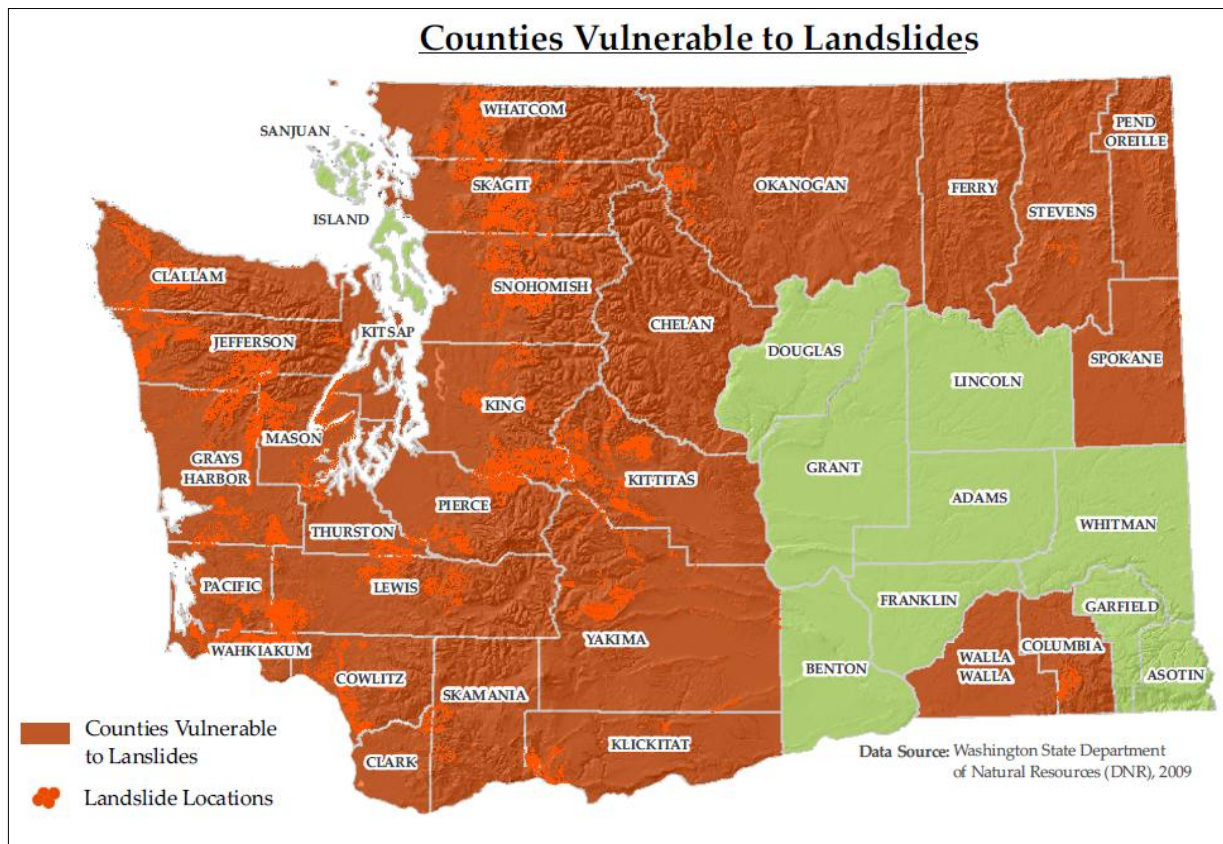 Counties Vulnerable to Landslides
WHATCOM
PEND
OREILLE
SANJUAN
SKAGIT
OKANOGAN
FERRY
STEVENS
ISLAND
CLALLAM
SNOHOMISH
CHELAN
KITSAP
JEFFERSON
DOUGLAS
SPOKANE
LINCOLN
KING
MASON
GRAYS
HARBOR
KITTITAS
GRANT
ADAMS
PIERCE
WHITMAN
THURSTON
PACIFIC
LEWIS
FRANKLIN
GARFIELD
YAKIMA
WAHKIAKUM
COLUMBIA
WALLA
WALLA
BENTON
ASOTIN
COWLITZ
SKAMANIA
KLICKITAT
CLARK
Counties Vulnerable
to Lanslides
Landslide Locations
Data Source: Washington State Department
of Natural Resources (DNR), 2009